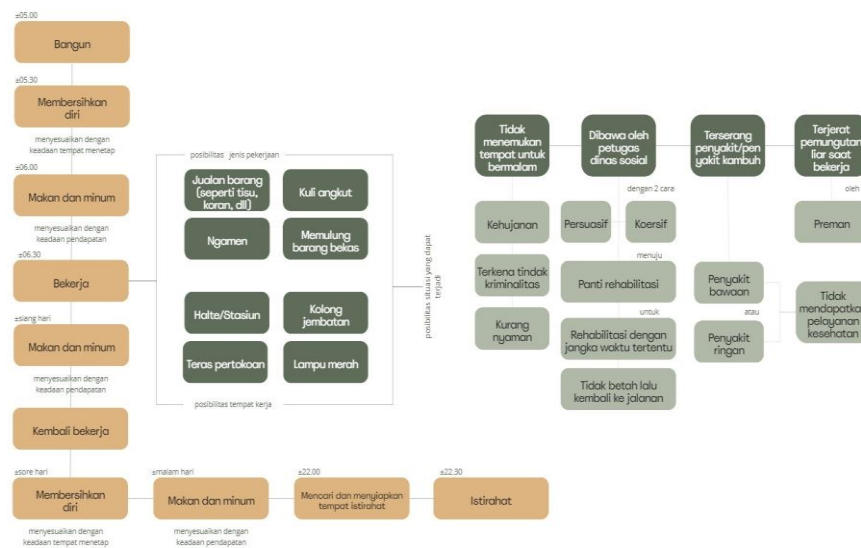 ±05.00
Bangun
±05.30
Membersihkan
diri
menyesuaikan dengan
keadaan tempat menetap
±06.00
Makan dan minum
menyesuaikan dengan
keadaan pendapatan
±06.30
Bekerja
±siang hari
Makan dan minum
menyesuaikan dengan
keadaan pendapatan
Kembali bekerja
±sore hari
Membersihkan
diri
menyesuaikan dengan
keadaan tempat menetap
±malam hari
Makan dan minum
menyesuaikan dengan
keadaan pendapatan
±22.00
Mencari dan menyiapkan
tempat istirahat
±22.30
Istirahat
posibilitas jenis pekerjaan
Jualan barang
(seperti tisu,
koran, dll)
Kuli angkut
Ngamen
Memulung
barang bekas
Halte/Stasiun
Kolong
jembatan
Teras pertokoan
Lampu merah
posibilitas tempat kerja
posibilitas situasi yang dapat
terjadi
Tidak
menemukan
tempat untuk
bermalam
Kehujanan
Terkena tindak
kriminalitas
Kurang
nyaman
Dibawa oleh
petugas
dinas sosial
dengan 2 cara
Persuasif
Koersif
menuju
Panti rehabilitasi
untuk
Rehabilitasi dengan
jangka waktu tertentu
Tidak betah lalu
kembali ke jalanan
Terserang
penyakit/pen
yakit kambuh
Penyakit
bawaan
atau
Penyakit
ringan
Tidak
mendapatka
pelayanan
kesehatan
Terjerat
pemungutan
liar saat
bekerja
oleh
Preman